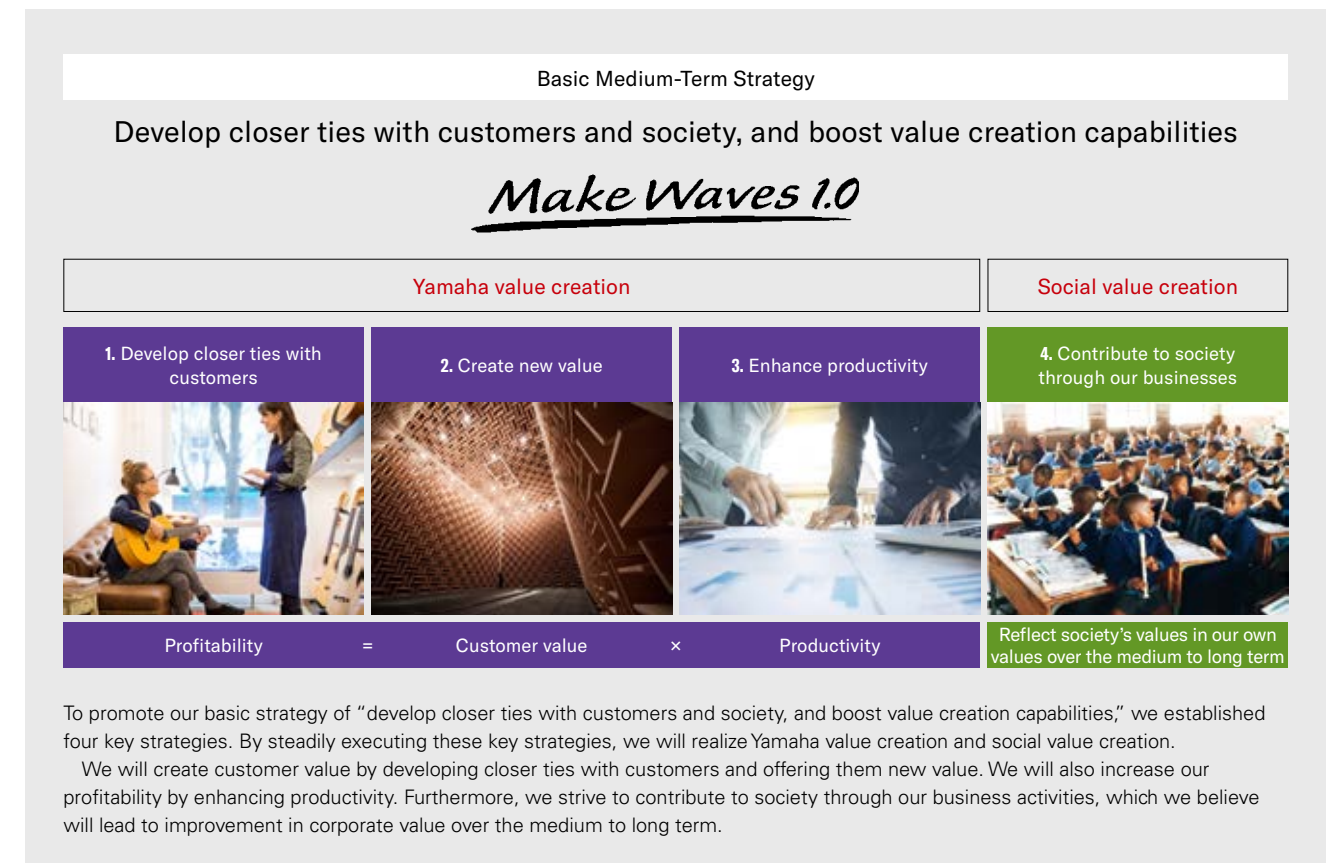 Basic Medium-Term Strategy
Develop closer ties with customers and society, and boost value creation capabilities
Make Waves 1.0
Yamaha value creation
Social value creation
1. Develop closer ties with
customers
2. Create new value
3. Enhance productivity
4. Contribute to society
through our businesses
Profitability = Customer value × Productivity
Reflect society’s values in our own
values over the medium to long term
To promote our basic strategy of “develop closer ties with customers and society, and boost value creation capabilities,” we established
four key strategies. By steadily executing these key strategies, we will realize Yamaha value creation and social value creation.
We will create customer value by developing closer ties with customers and offering them new value. We will also increase our
profitability by enhancing productivity. Furthermore, we strive to contribute to society through our business activities, which we believe
will lead to improvement in corporate value over the medium to long term.